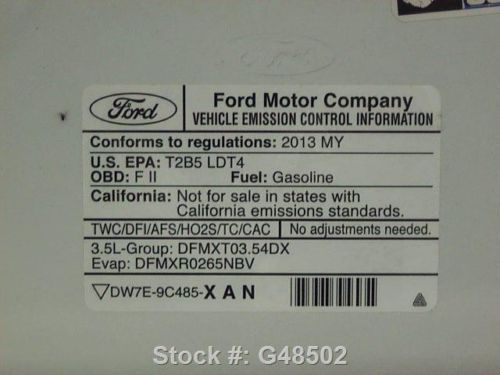 Ford
Ford
Ford Motor Company
VEHICLE EMISSION CONTROL INFORMATION
Conforms to regulations: 2013 MY
U.S. EPA: T2B5 LDT4
OBD: F II Fuel: Gasoline
California: Not for sale in states with
California emissions standards.
TWC/DFI/AFS/HO2S/TC/CAC No adjustments needed.
3.5L-Group: DFMXT03.54DX
Evap: DFMXR0265NBV
DW7E-9C485-X A N
Stock #: G48502